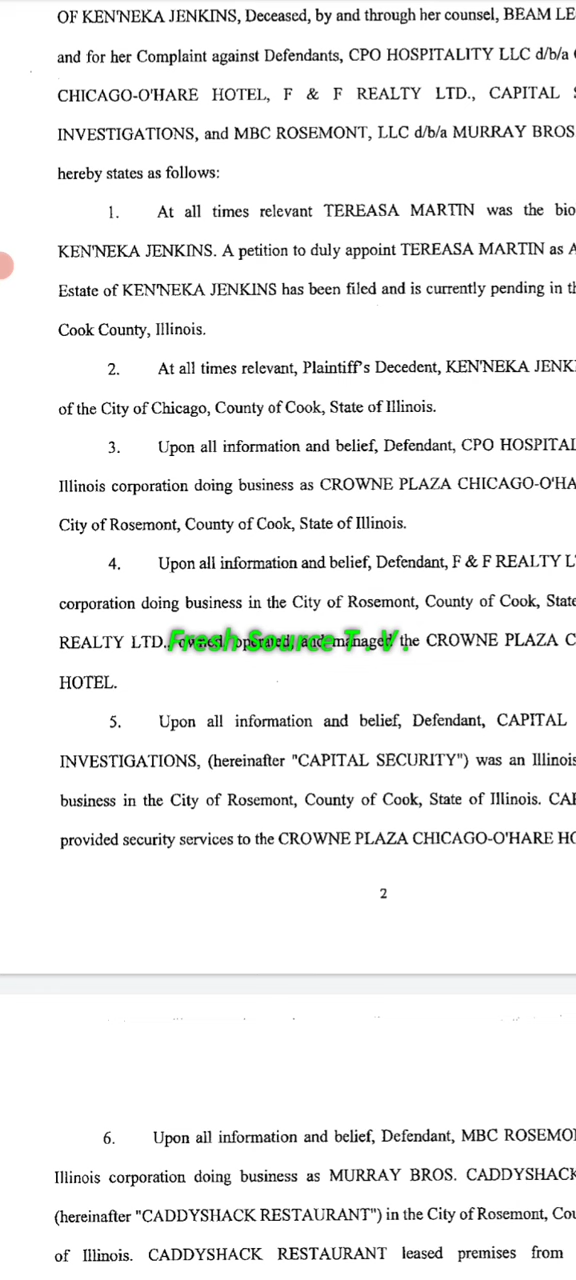 OF KEN'NEKA JENKINS, Deceased, by and through her counsel, BEAM LE
and for her Complaint against Defendants, CPO HOSPITALITY LLC d/b/a
CHICAGO-O'HARE HOTEL, F & F REALTY LTD., CAPITAL
INVESTIGATIONS, and MBC ROSEMONT, LLC d/b/a MURRAY BROS
hereby states as follows:
1. At all times relevant TEREASA MARTIN was the bio
KEN'NEKA JENKINS. A petition to duly appoint TEREASA MARTIN as A
Estate of KEN'NEKA JENKINS has been filed and is currently pending in th
Cook County, Illinois.
2. At all times relevant, Plaintiff's Decedent, KEN'NEKA JENK
of the City of Chicago, County of Cook, State of Illinois.
3. Upon all information and belief, Defendant, CPO HOSPITAL
Illinois corporation doing business as CROWNE PLAZA CHICAGO-O'HA
City of Rosemont, County of Cook, State of Illinois.
4. Upon all information and belief, Defendant, F & F REALTY L
corporation doing business in the City of Rosemont, County of Cook, State
REALTY LTD., owned, operated, and managed the CROWNE PLAZA C
Fresh Source T. V.
HOTEL.
5. Upon all information and belief, Defendant, CAPITAL
INVESTIGATIONS, (hereinafter "CAPITAL SECURITY") was an Illinois
business in the City of Rosemont, County of Cook, State of Illinois. CAP
provided security services to the CROWNE PLAZA CHICAGO-O'HARE HO
2
6. Upon all information and belief, Defendant, MBC ROSEMO
Illinois corporation doing business as MURRAY BROS. CADDYSHACK
(hereinafter "CADDYSHACK RESTAURANT") in the City of Rosemont, Cou
of Illinois. CADDYSHACK RESTAURANT leased premises from